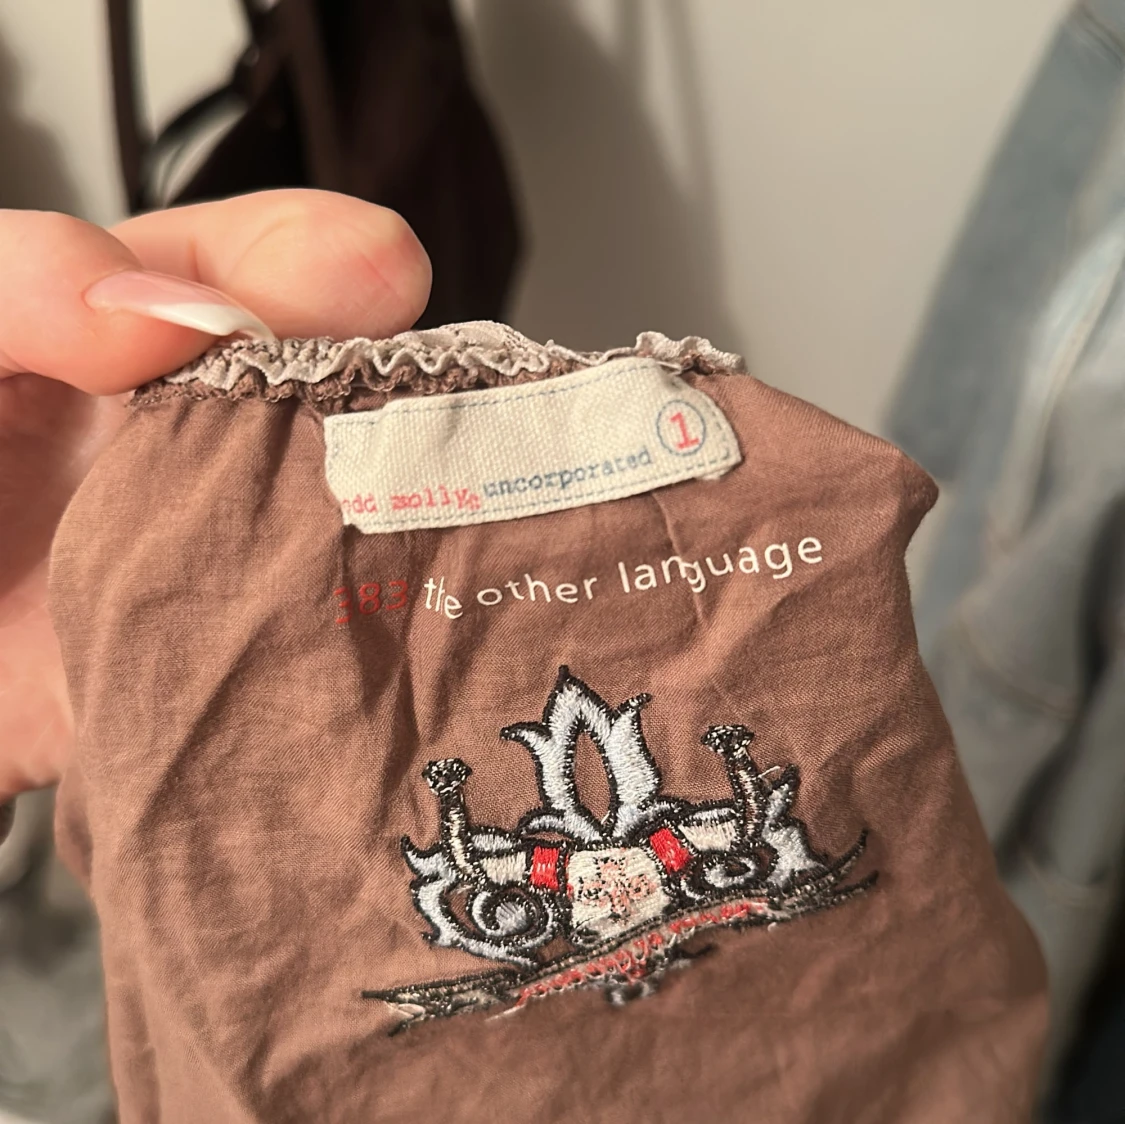 odd molly uncorporated 1
383 the other language